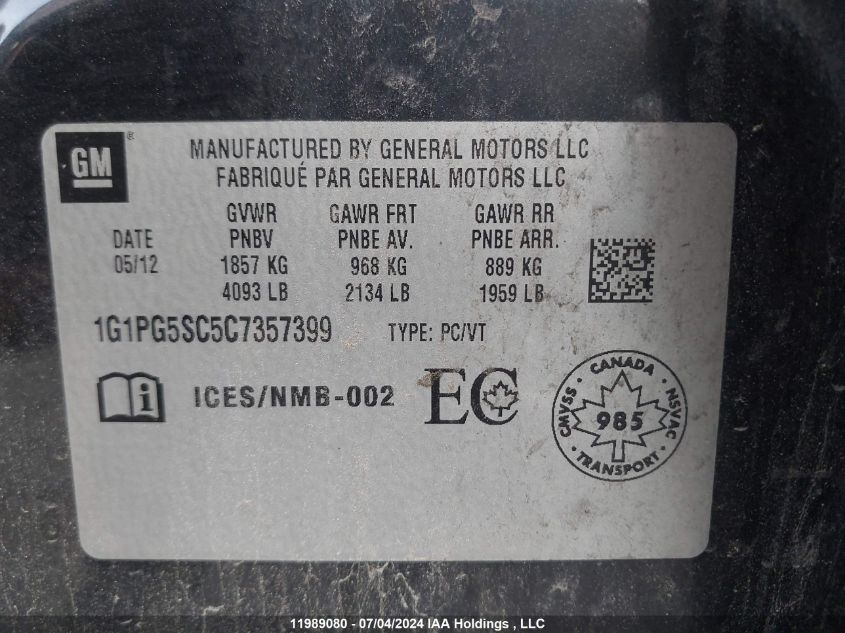 GM ®
MANUFACTURED BY GENERAL MOTORS LLC
FABRIQUÉ PAR GENERAL MOTORS LLC
GVWR GAWR FRT GAWR RR
DATE PNBV PNBE AV. PNBE ARR.
05/12 1857 KG 968 KG 889 KG
4093 LB 2134 LB 1959 LB
1G1PG5SC5C7357399 TYPE: PC/VT
i ICES/NMB-002 EC
CANADA
CMVSS 985 NSVAC
TRANSPORT
11989080 - 07/04/2024 IAA Holdings , LLC